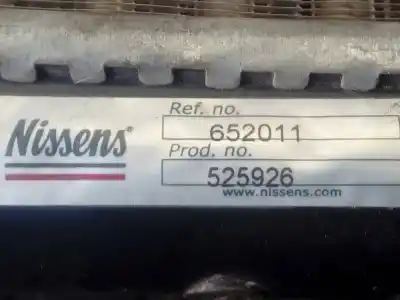 Nissens®
Ref. no.
652011
Prod. no.
525926
www.nissens.com